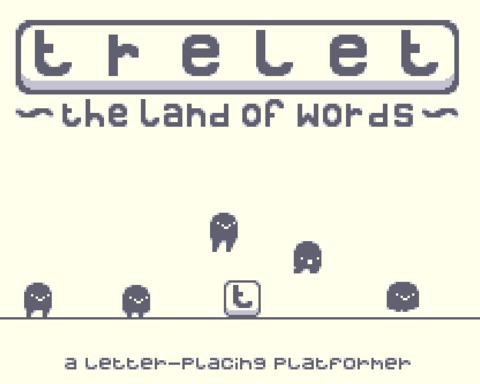 trelet
~the land of words~
t
a letter-placing platformer